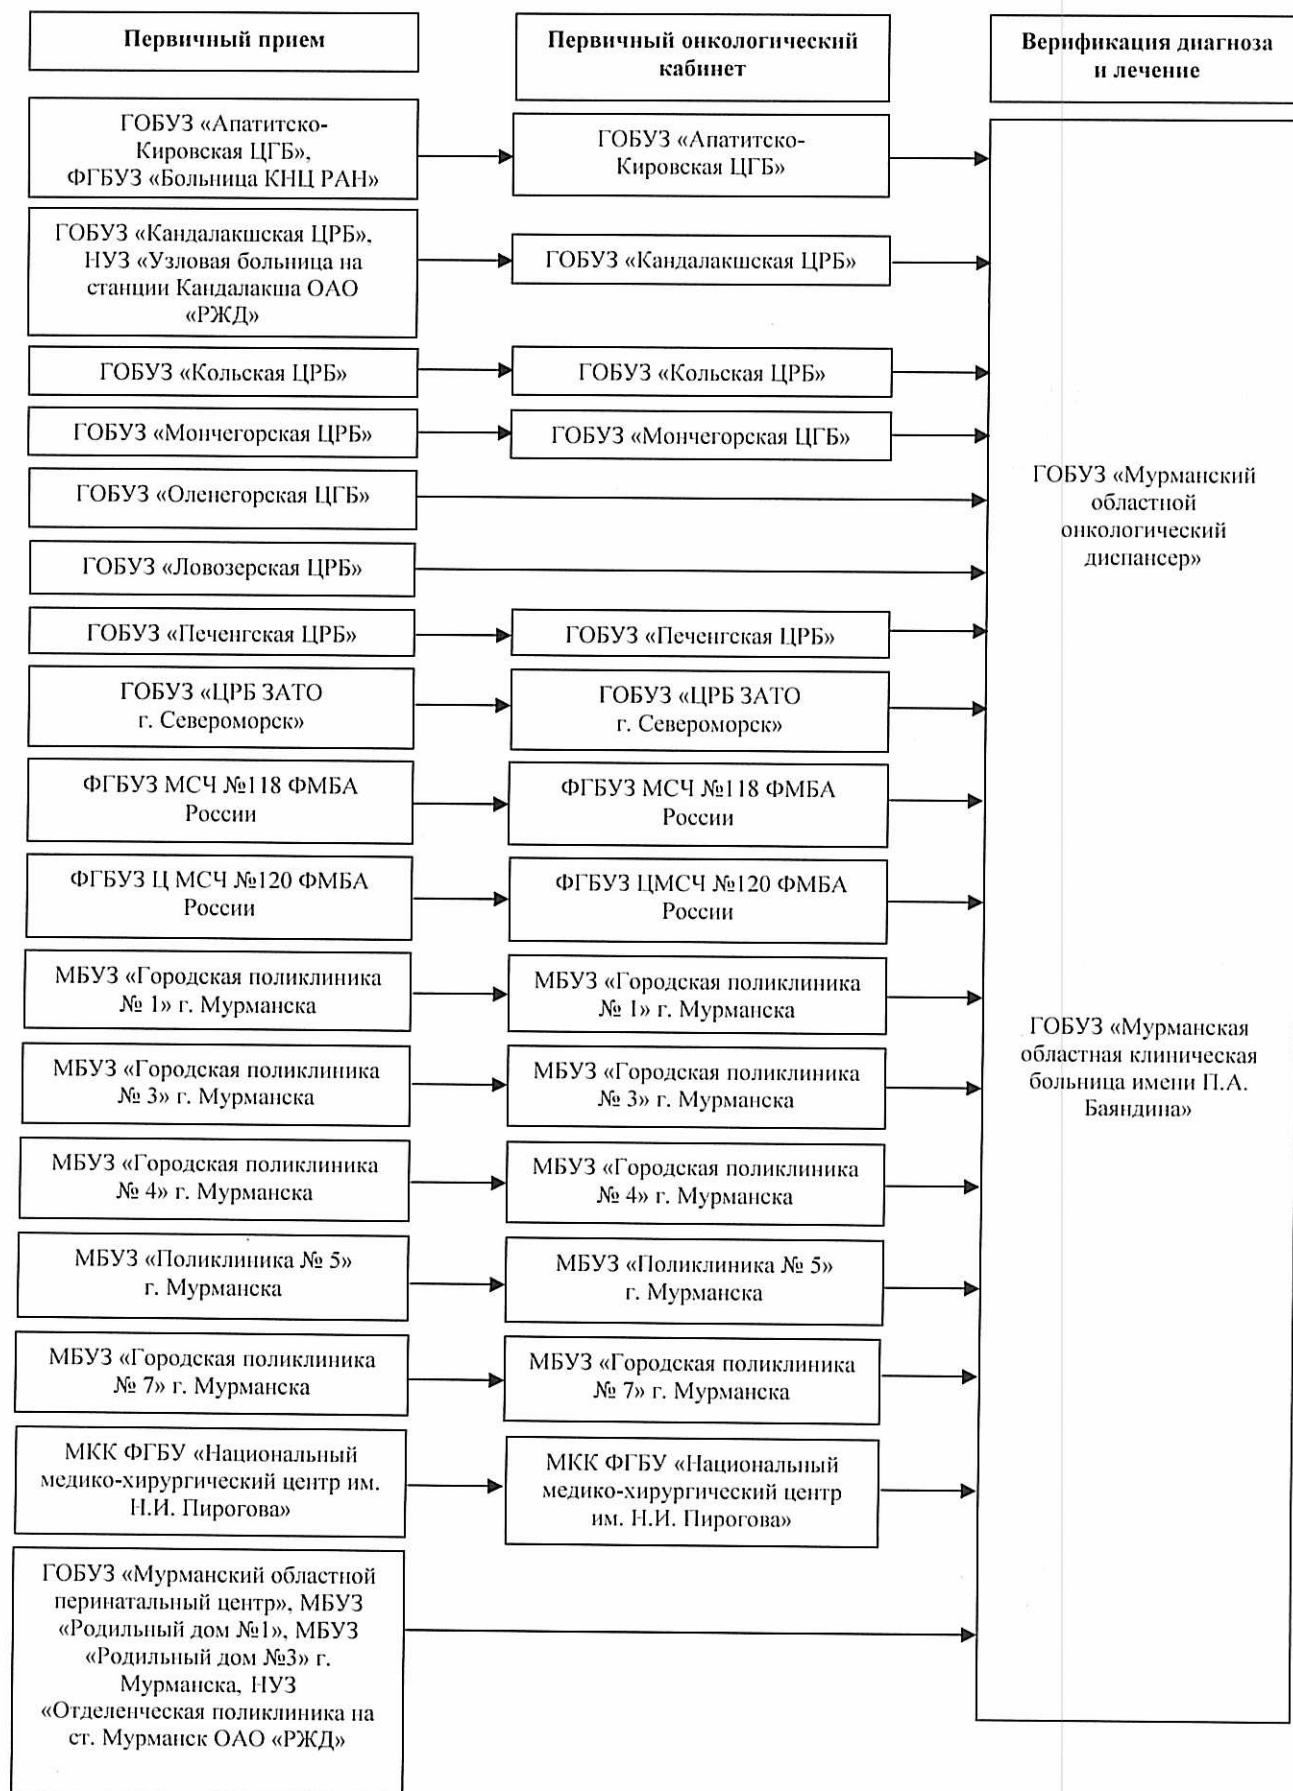 Первичный прием
Первичный онкологический
кабинет
Верификация диагноза
и лечение
ГОБУЗ «Апатитско-
Кировская ЦГБ»,
ФГБУЗ «Больница КНЦ РАН»
ГОБУЗ «Апатитско-
Кировская ЦГБ»
ГОБУЗ «Кандалакшская ЦРБ»,
НУЗ «Узловая больница на
станции Кандалакша ОАО
«РЖД»
ГОБУЗ «Кандалакшская ЦРБ»
ГОБУЗ «Кольская ЦРБ»
ГОБУЗ «Кольская ЦРБ»
ГОБУЗ «Мончегорская ЦРБ»
ГОБУЗ «Мончегорская ЦГБ»
ГОБУЗ «Оленегорская ЦГБ»
ГОБУЗ «Ловозерская ЦРБ»
ГОБУЗ «Печенгская ЦРБ»
ГОБУЗ «Печенгская ЦРБ»
ГОБУЗ «ЦРБ ЗАТО
г. Североморск»
ГОБУЗ «ЦРБ ЗАТО
г. Североморск»
ФГБУЗ МСЧ №118 ФМБА
России
ФГБУЗ МСЧ №118 ФМБА
России
ФГБУЗ Ц МСЧ №120 ФМБА
России
ФГБУЗ ЦМСЧ №120 ФМБА
России
МБУЗ «Городская поликлиника
№ 1» г. Мурманска
МБУЗ «Городская поликлиника
№ 1» г. Мурманска
МБУЗ «Городская поликлиника
№ 3» г. Мурманска
МБУЗ «Городская поликлиника
№ 3» г. Мурманска
МБУЗ «Городская поликлиника
№ 4» г. Мурманска
МБУЗ «Городская поликлиника
№ 4» г. Мурманска
МБУЗ «Поликлиника № 5»
г. Мурманска
МБУЗ «Поликлиника № 5»
г. Мурманска
МБУЗ «Городская поликлиника
№ 7» г. Мурманска
МБУЗ «Городская поликлиника
№ 7» г. Мурманска
МКК ФГБУ «Национальный
медико-хирургический центр им.
Н.И. Пирогова»
МКК ФГБУ «Национальный
медико-хирургический центр
им. Н.И. Пирогова»
ГОБУЗ «Мурманский областной
перинатальный центр», МБУЗ
«Родильный дом №1», МБУЗ
«Родильный дом №3» г.
Мурманска, НУЗ
«Отделенческая поликлиника на
ст. Мурманск ОАО «РЖД»
ГОБУЗ «Мурманский
областной
онкологический
диспансер»
ГОБУЗ «Мурманская
областная клиническая
больница имени П.А.
Баяндина»